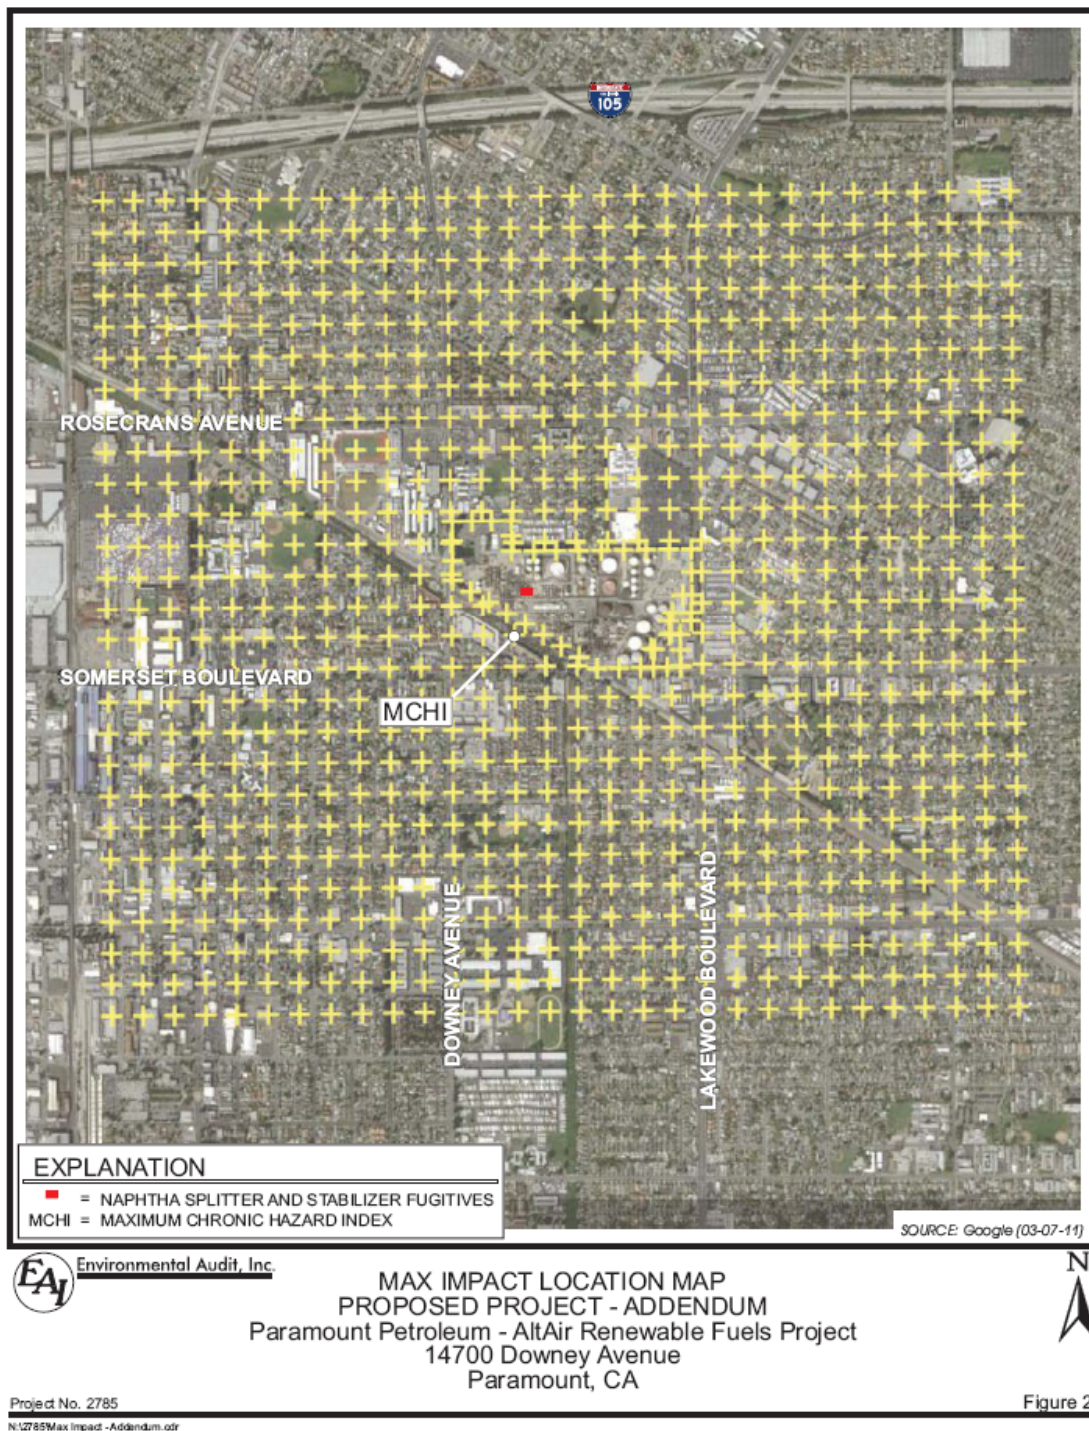 INTERSTATE
105
ROSECRANS AVENUE
SOMERSET BOULEVARD
MCHI
DOWNEY AVENUE
LAKEWOOD BOULEVARD
EXPLANATION
= NAPHTHA SPLITTER AND STABILIZER FUGITIVES
MCHI = MAXIMUM CHRONIC HAZARD INDEX
SOURCE: Google (03-07-11)
EAI Environmental Audit, Inc.
N
MAX IMPACT LOCATION MAP
PROPOSED PROJECT - ADDENDUM
Paramount Petroleum - AltAir Renewable Fuels Project
14700 Downey Avenue
Paramount, CA
Project No. 2785
Figure 2
N:\2785\Max Impact - Addendum.cdr